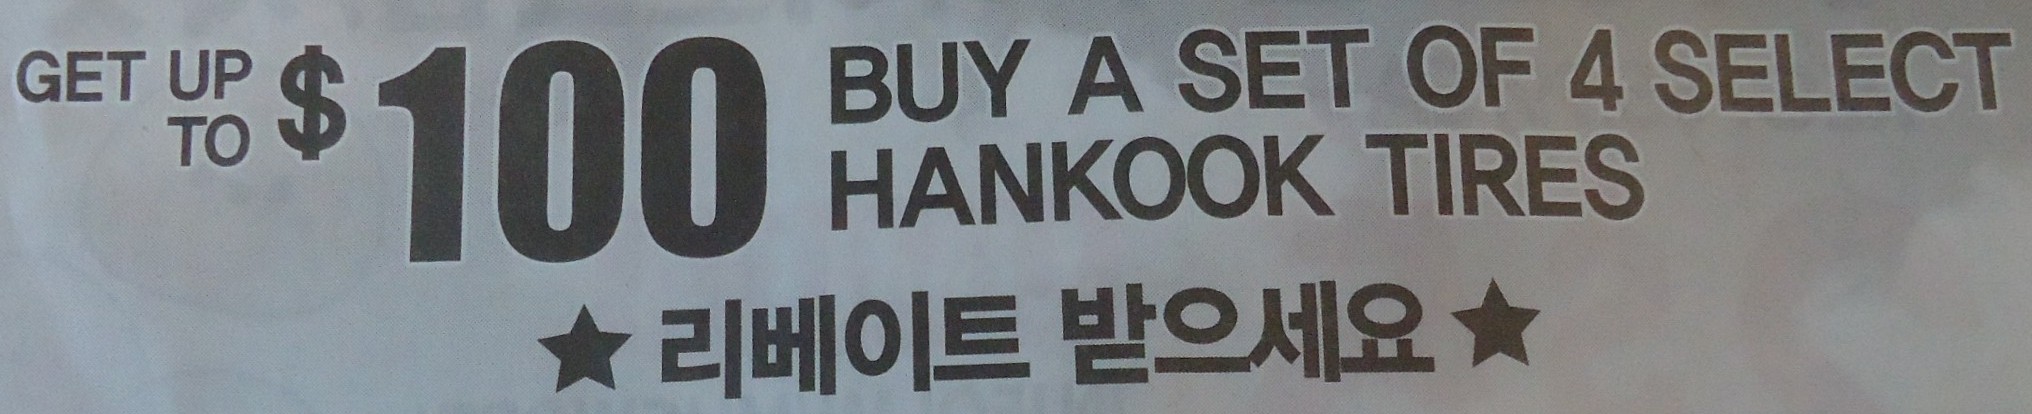 GET UP TO $100
BUY A SET OF 4 SELECT
HANKOOK TIRES
★ 리베이트 받으세요 ★